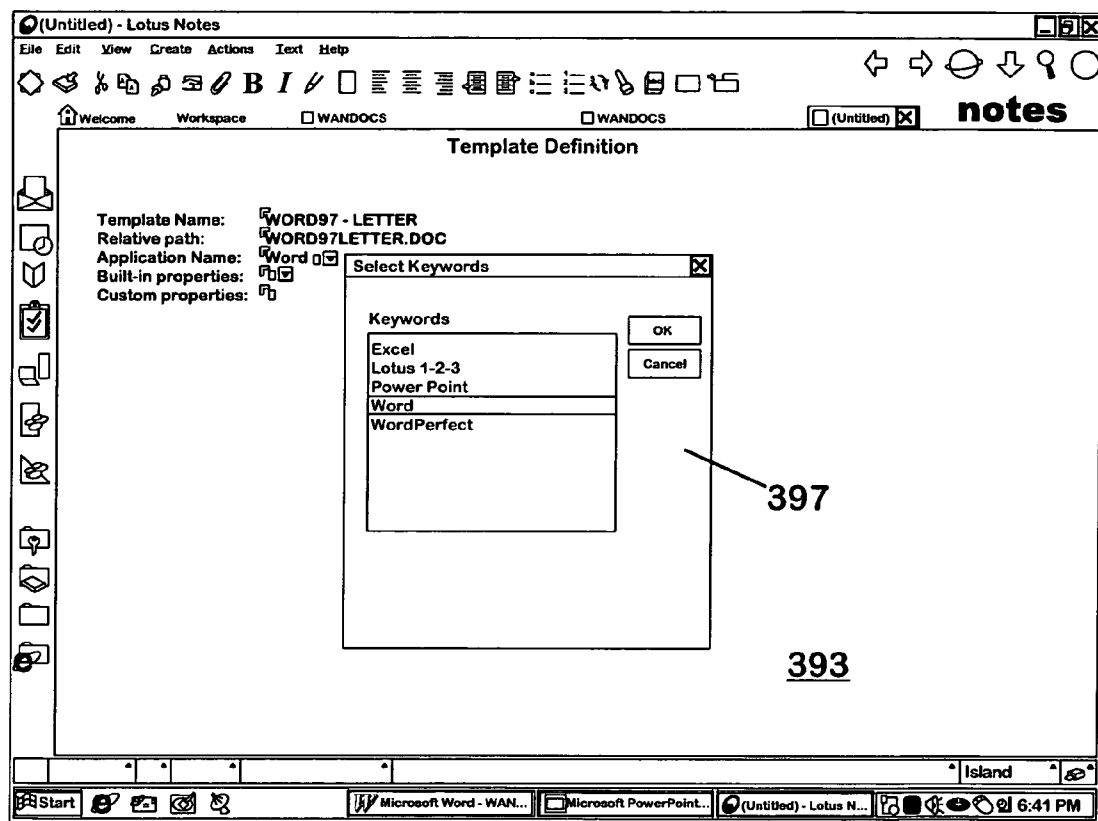 (Untitled) - Lotus Notes
File Edit View Create Actions Text Help
B I
Welcome Workspace WANDOCS WANDOCS (Untitled) notes
Template Definition
Template Name: WORD97 - LETTER
Relative path: WORD97LETTER.DOC
Application Name: Word
Built-in properties:
Custom properties:
Select Keywords
Keywords
Excel
Lotus 1-2-3
Power Point
Word
WordPerfect
OK
Cancel
397
393
Island
Start Microsoft Word - WAN... Microsoft PowerPoint... (Untitled) - Lotus N... 6:41 PM